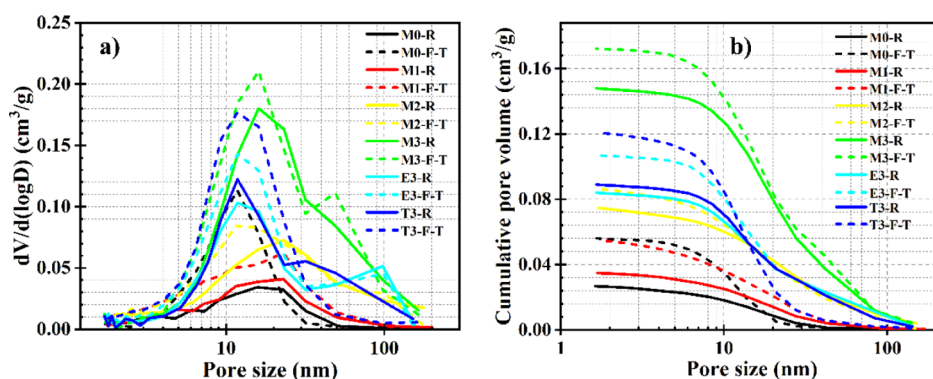 a)
dV/d(logD) (cm³/g)
0.25
0.20
0.15
0.10
0.05
0.00
10
100
Pore size (nm)
M0-R
M0-F-T
M1-R
M1-F-T
M2-R
M2-F-T
M3-R
M3-F-T
E3-R
E3-F-T
T3-R
T3-F-T
b)
Cumulative pore volume (cm³/g)
0.16
0.12
0.08
0.04
0.00
1
10
100
Pore size (nm)
M0-R
M0-F-T
M1-R
M1-F-T
M2-R
M2-F-T
M3-R
M3-F-T
E3-R
E3-F-T
T3-R
T3-F-T